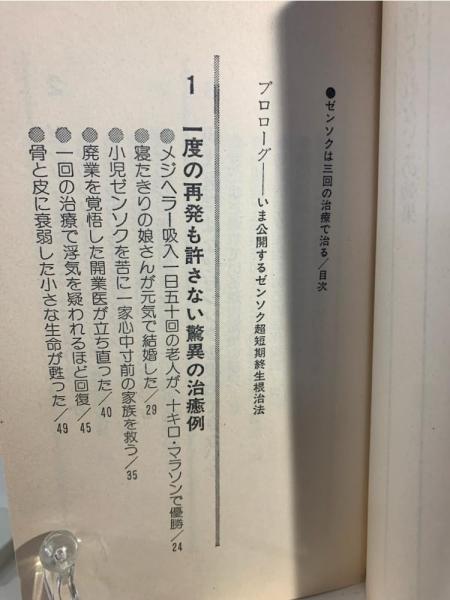 ●ゼンソクは三回の治療で治る/目次
プロローグ――いま公開するゼンソク超短期終生根治法
1 一度の再発も許さない驚異の治癒例
●メジヘラー吸入一日五十回の老人が、十キロ・マラソンで優勝/24
●寝たきりの娘さんが元気で結婚した/29
●小児ゼンソクを苦に一家心中寸前の家族を救う/35
●廃業を覚悟した開業医が立ち直った/40
●一回の治療で浮気を疑われるほど回復/45
●骨と皮に衰弱した小さな生命が甦った/49